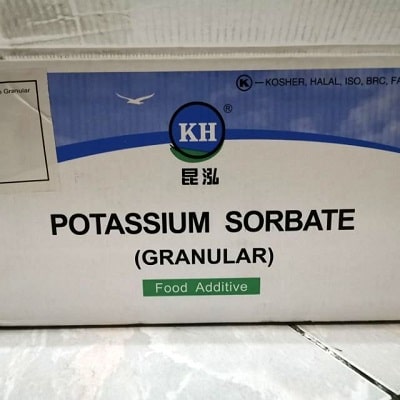 Granular
K — KOSHER, HALAL, ISO, BRC, FA
KH®
昆泓
POTASSIUM SORBATE
(GRANULAR)
Food Additive